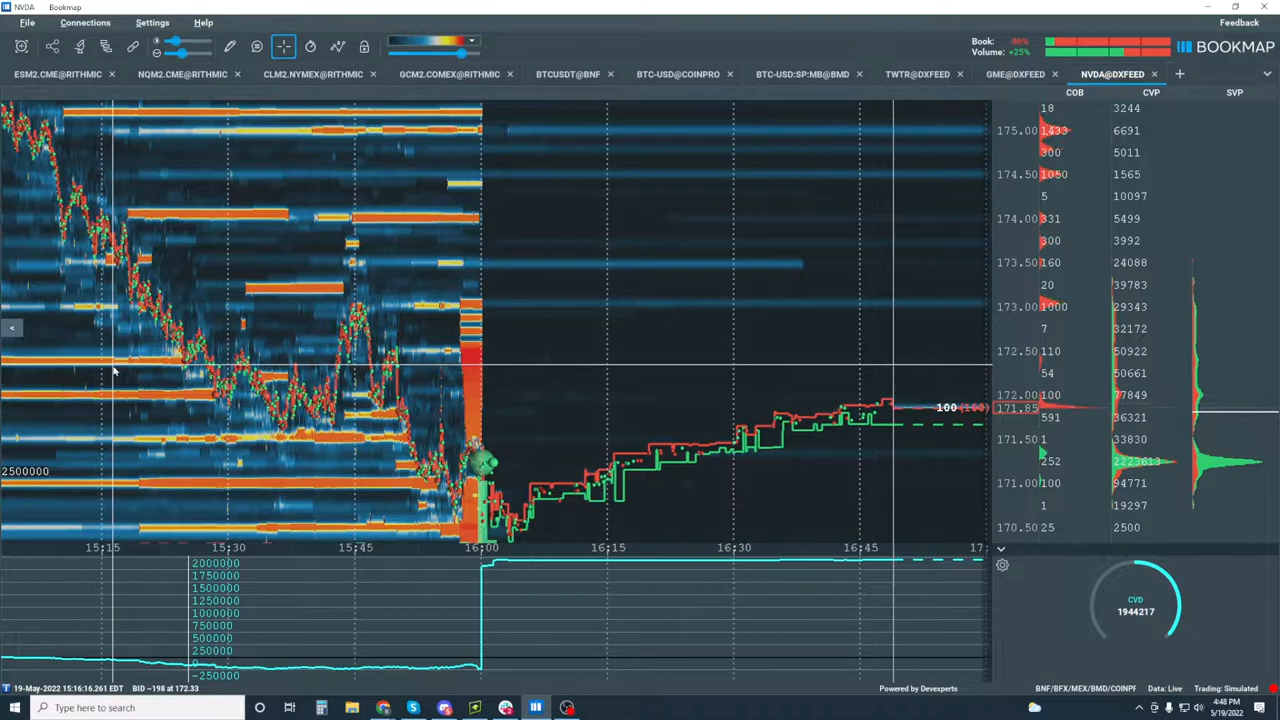 NVDA Bookmap
File Connections Settings Help Feedback
Book: -86%
Volume: +25%
BOOKMAP
ESM2.CME@RITHMIC NQM2.CME@RITHMIC CLM2.NYMEX@RITHMIC GCM2.COMEX@RITHMIC BTCUSDT@BNF BTC-USD@COINPRO BTC-USD:SP:MB@BMD TWTR@DXFEED GME@DXFEED NVDA@DXFEED
COB CVP SVP
18 3244
175.00 1433 6691
300 5011
174.50 1050 1565
5 10097
174.00 331 5499
300 3992
173.50 160 24088
20 39783
173.00 1000 29343
7 32172
172.50 110 50922
54 50661
172.00 100 77849
100 (100) 171.85
591 36321
171.50 1 33830
252 2223613
2500000
171.00 100 94771
1 19297
170.50 25 2500
15:15 15:30 15:45 16:00 16:15 16:30 16:45 17:
2000000
1750000
1500000
1250000
1000000
750000
500000
250000
0
-250000
CVD
1944217
19-May-2022 15:16:16.261 EDT BID ~198 at 172.33 Powered by Devexperts BNF/BFX/MEX/BMD/COINPF Data: Live Trading: Simulated
Type here to search
4:48 PM
5/19/2022